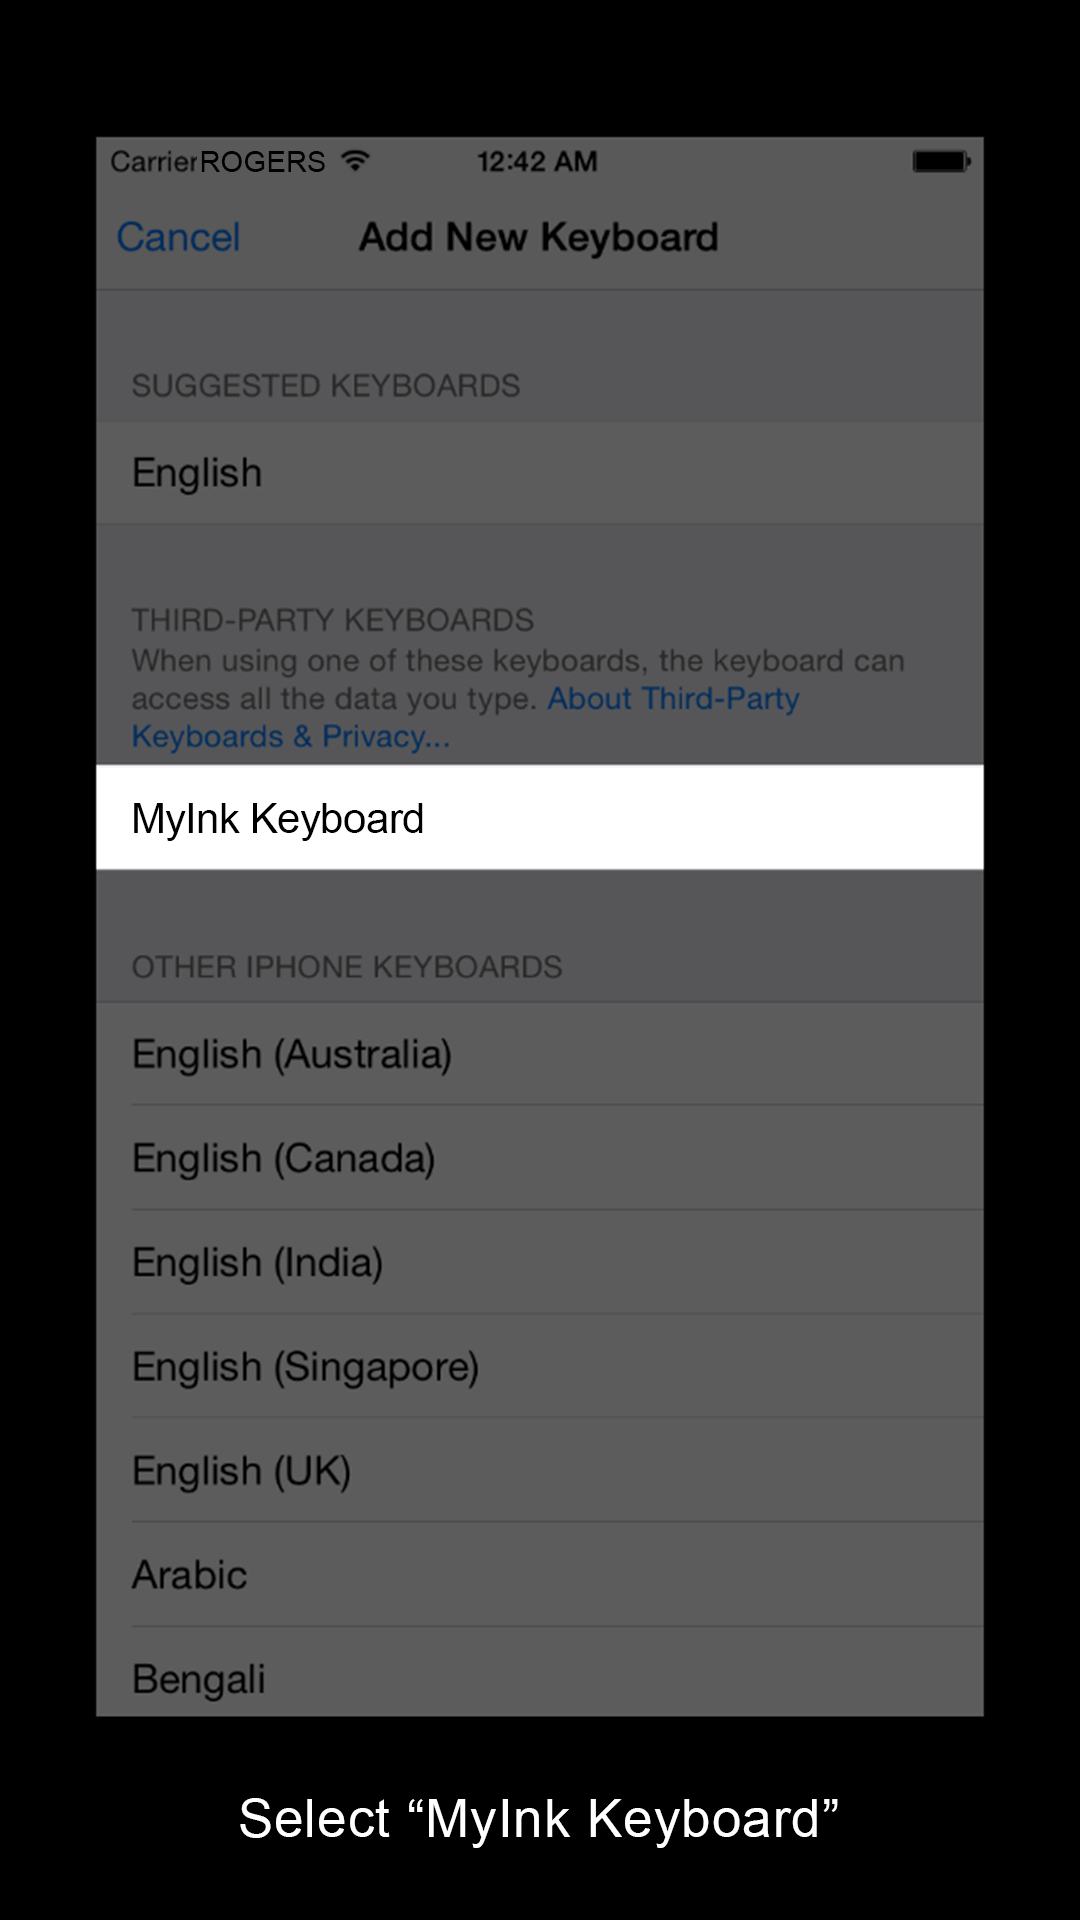 CarrierROGERS 12:42 AM
Cancel Add New Keyboard
SUGGESTED KEYBOARDS
English
THIRD-PARTY KEYBOARDS
When using one of these keyboards, the keyboard can
access all the data you type. About Third-Party
Keyboards & Privacy...
MyInk Keyboard
OTHER IPHONE KEYBOARDS
English (Australia)
English (Canada)
English (India)
English (Singapore)
English (UK)
Arabic
Bengali
Select “MyInk Keyboard”